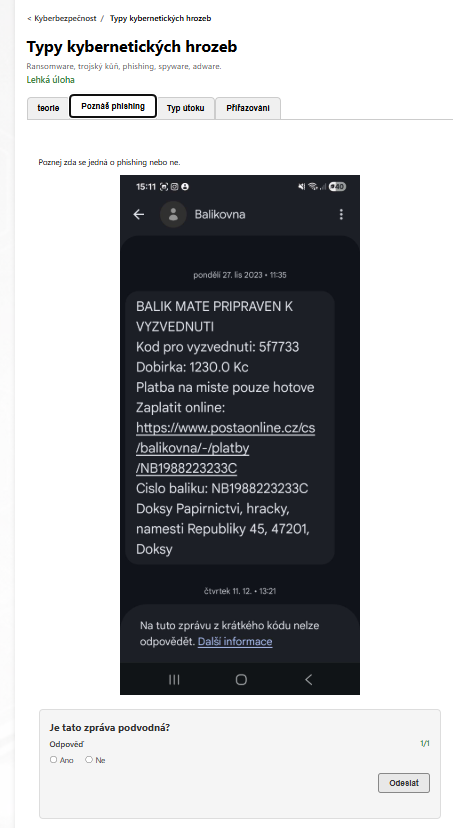 < Kyberbezpečnost / Typy kybernetických hrozeb
Typy kybernetických hrozeb
Ransomware, trojský kůň, phishing, spyware, adware.
Lehká úloha
teorie Poznáš phishing Typ útoku Přiřazování
Poznej zda se jedná o phishing nebo ne.
15:11 40
Balikovna
pondělí 27. lis 2023 • 11:35
BALIK MATE PRIPRAVEN K
VYZVEDNUTI
Kod pro vyzvednuti: 5f7733
Dobirka: 1230.0 Kc
Platba na miste pouze hotove
Zaplatit online:
https://www.postaonline.cz/cs
/balikovna/-/platby
/NB1988223233C
Cislo baliku: NB1988223233C
Doksy Papirnictvi, hracky,
namesti Republiky 45, 47201,
Doksy
čtvrtek 11. 12. • 13:21
Na tuto zprávu z krátkého kódu nelze
odpovědět. Další informace
Je tato zpráva podvodná?
Odpověď 1/1
Ano Ne
Odeslat